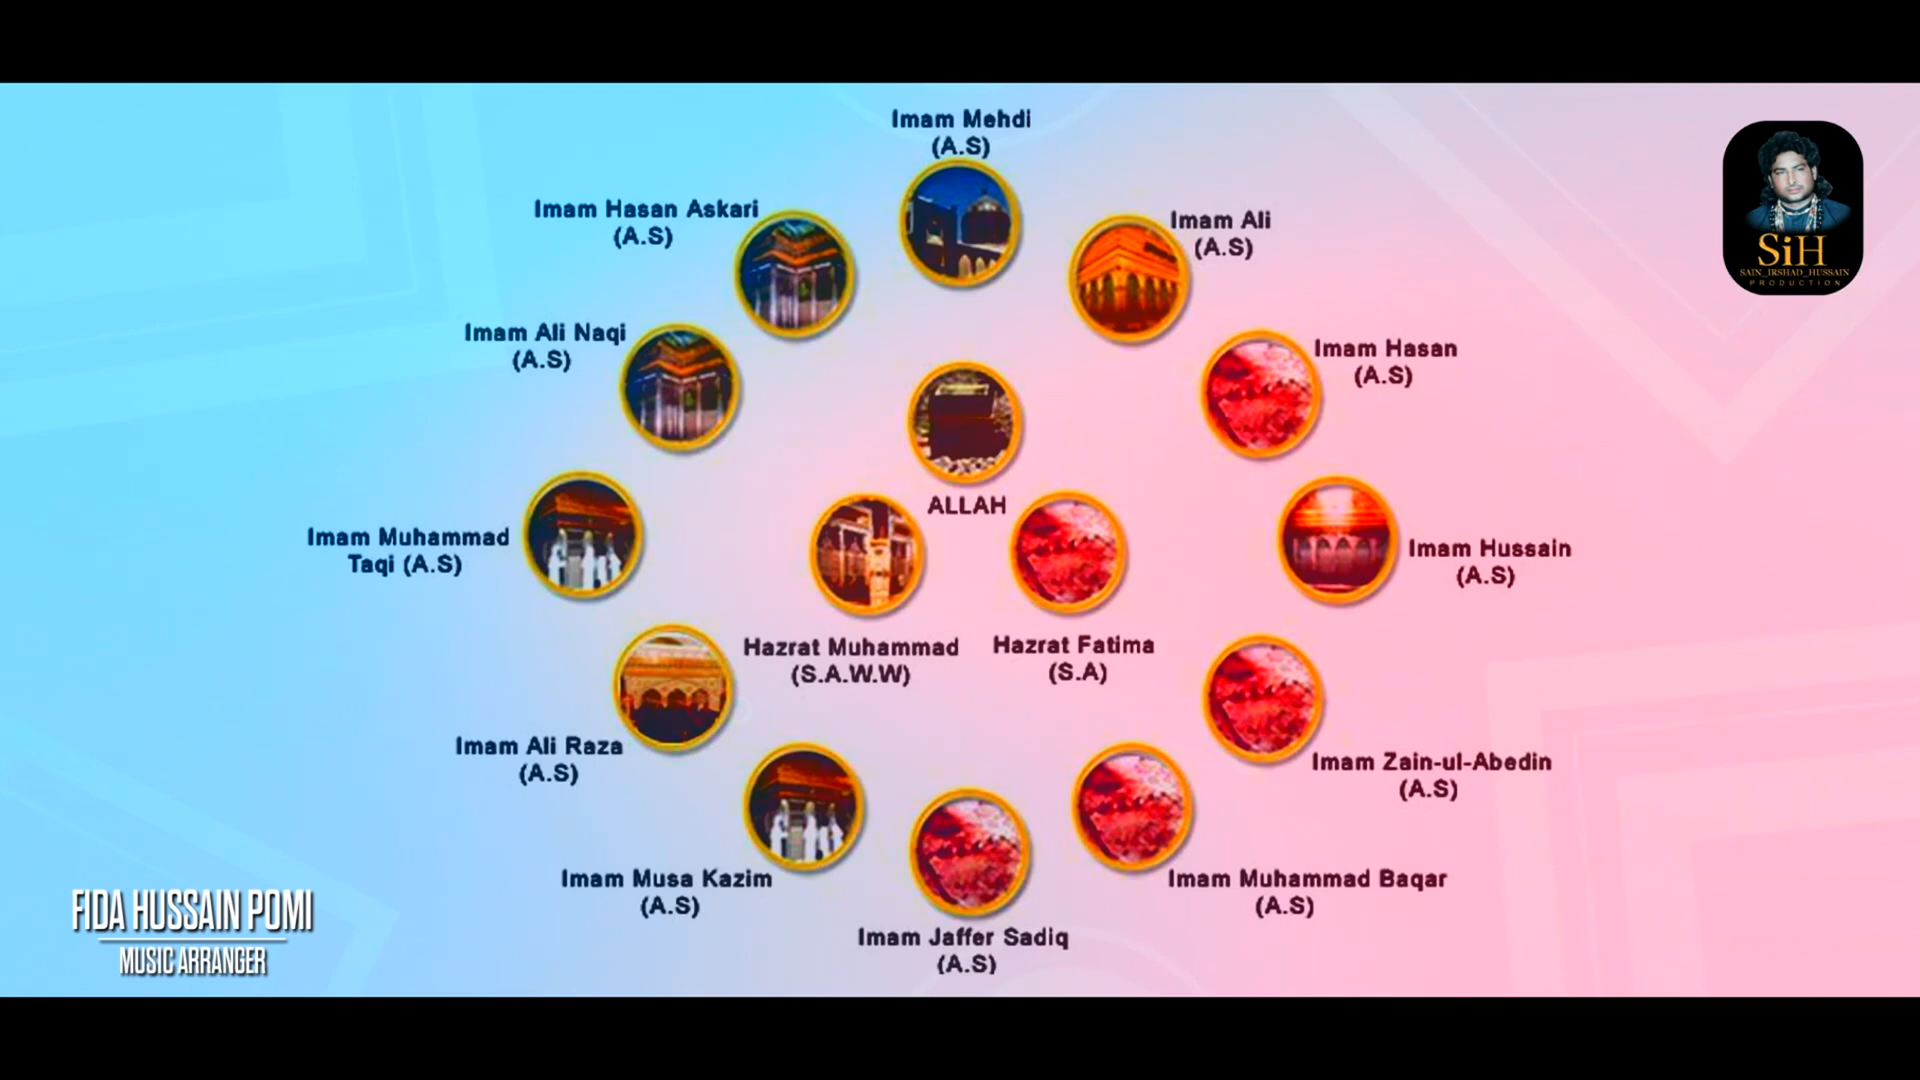 Imam Mehdi
(A.S)
Imam Hasan Askari
(A.S)
Imam Ali
(A.S)
Imam Ali Naqi
(A.S)
Imam Hasan
(A.S)
ALLAH
Imam Muhammad
Taqi (A.S)
Imam Hussain
(A.S)
Hazrat Muhammad
(S.A.W.W)
Hazrat Fatima
(S.A)
Imam Ali Raza
(A.S)
Imam Zain-ul-Abedin
(A.S)
Imam Musa Kazim
(A.S)
Imam Muhammad Baqar
(A.S)
Imam Jaffer Sadiq
(A.S)
SiH
SAIN_IRSHAD_HUSSAIN
PRODUCTION
FIDA HUSSAIN POMI
MUSIC ARRANGER